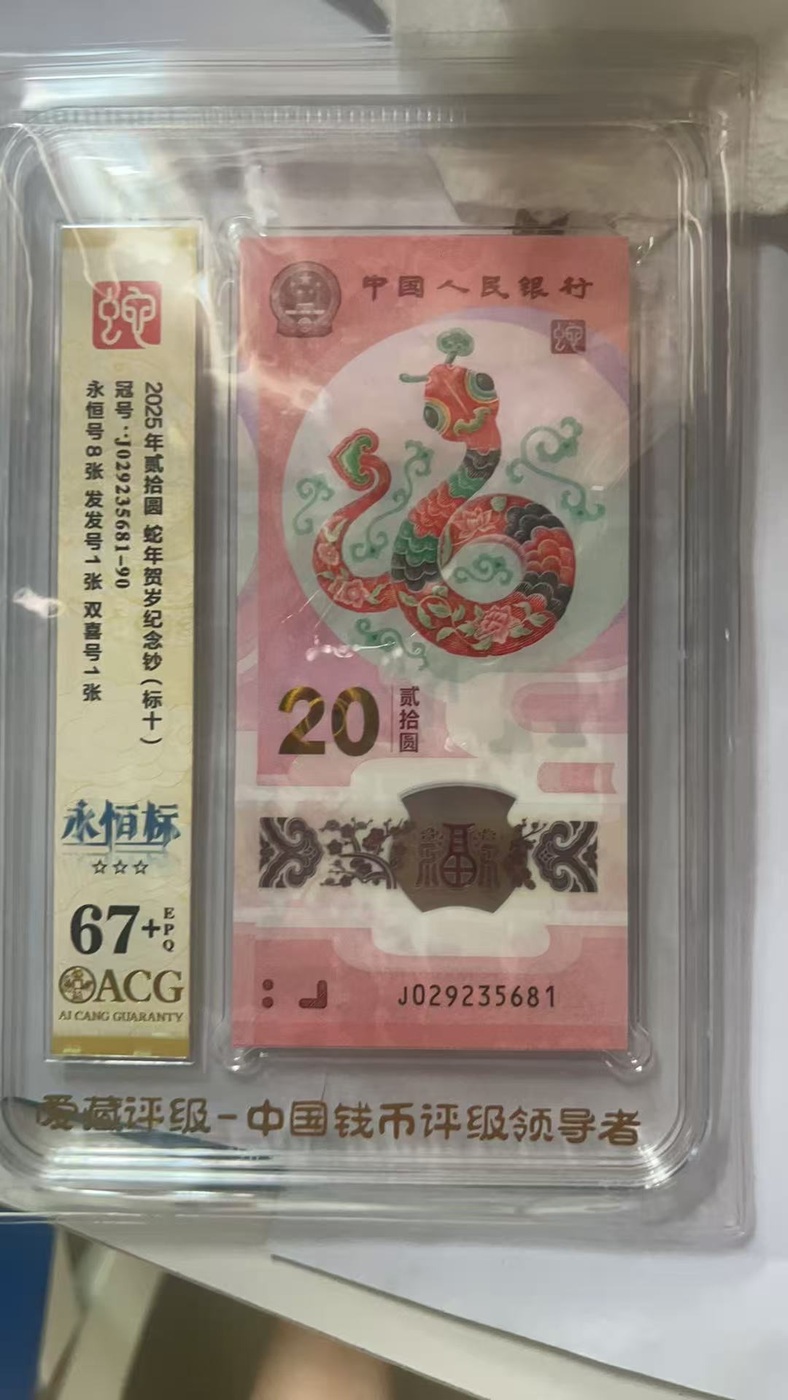 蛇
2025年贰拾圆 蛇年贺岁纪念钞(标十)
冠号:J029235681-90
永恒号8张 发发号1张 双喜号1张
永恒标
☆☆☆
67+EPQ
ACG
AI CANG GUARANTY
中国人民银行
蛇
20
贰拾圆
福
J029235681
爱藏评级-中国钱币评级领导者